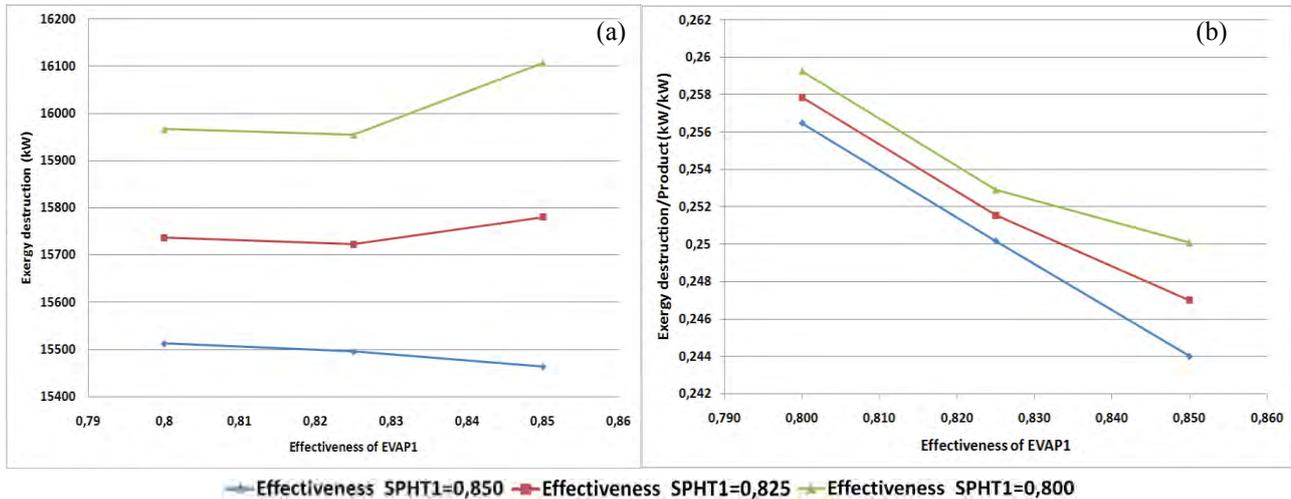 (a)
Exergy destruction (kW)
16200
16100
16000
15900
15800
15700
15600
15500
15400
0,79 0,8 0,81 0,82 0,83 0,84 0,85 0,86
Effectiveness of EVAP1
(b)
Exergy destruction/Product(kW/kW)
0,262
0,26
0,258
0,256
0,254
0,252
0,25
0,248
0,246
0,244
0,242
0,790 0,800 0,810 0,820 0,830 0,840 0,850 0,860
Effectiveness of EVAP1
Effectiveness SPHT1=0,850 Effectiveness SPHT1=0,825 Effectiveness SPHT1=0,800